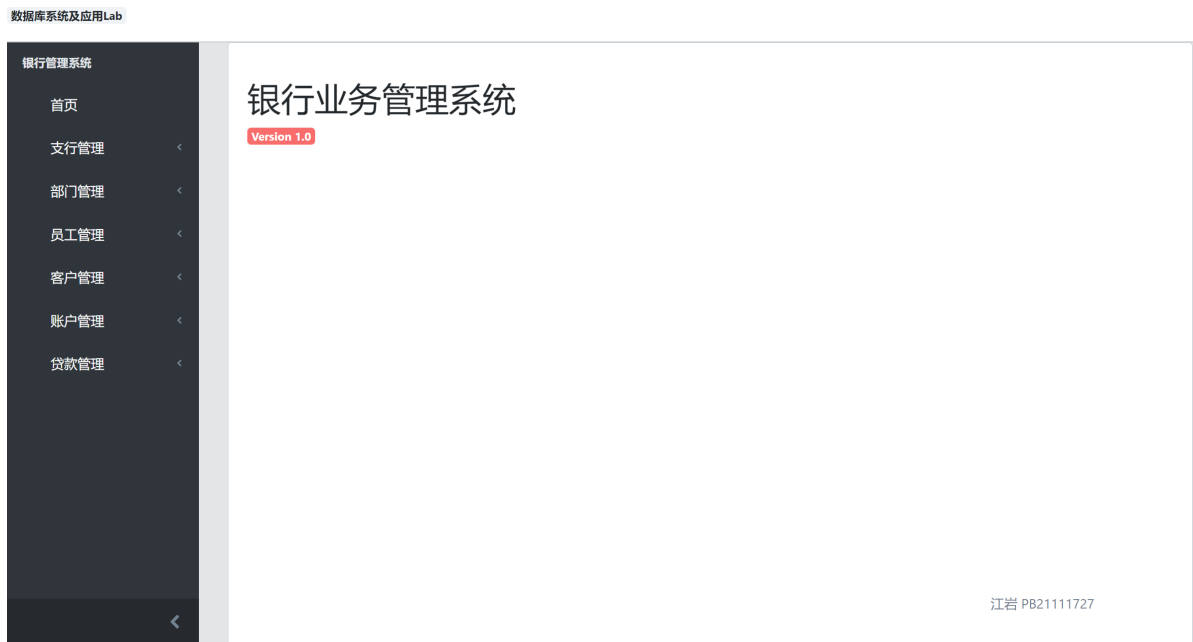 数据库系统及应用Lab
银行管理系统
首页
支行管理
部门管理
员工管理
客户管理
账户管理
贷款管理
银行业务管理系统
Version 1.0
江岩 PB21111727